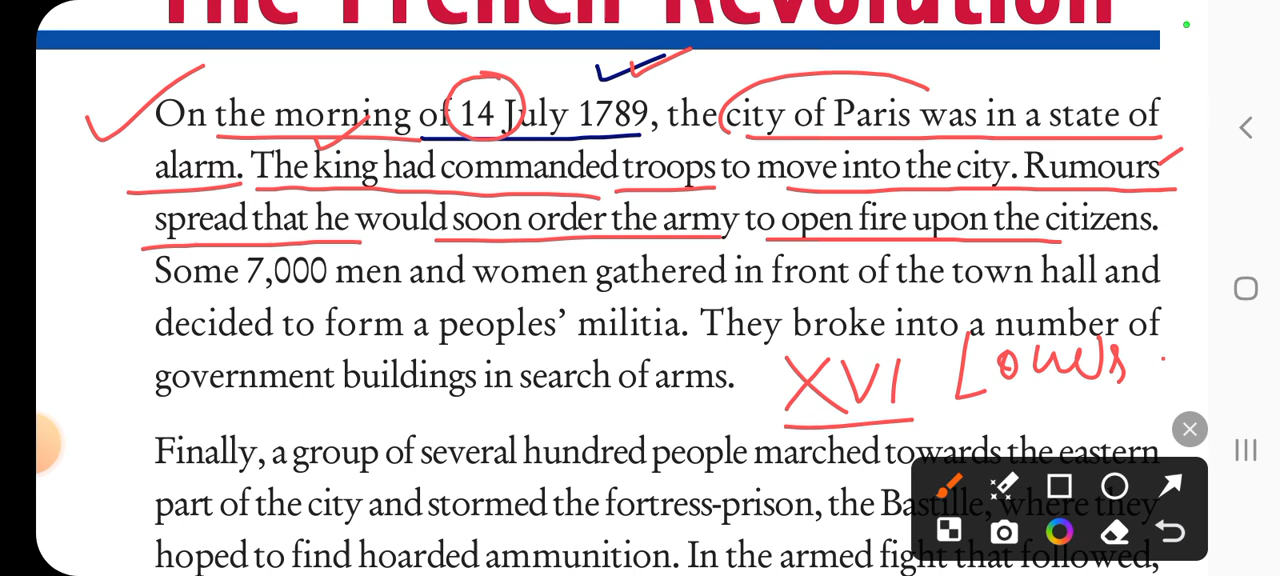 The French Revolution
On the morning of 14 July 1789, the city of Paris was in a state of
alarm. The king had commanded troops to move into the city. Rumours
spread that he would soon order the army to open fire upon the citizens.
Some 7,000 men and women gathered in front of the town hall and
decided to form a peoples’ militia. They broke into a number of
government buildings in search of arms.
XVI Louis
Finally, a group of several hundred people marched towards the eastern
part of the city and stormed the fortress-prison, the Bastille, where they
hoped to find hoarded ammunition. In the armed fight that followed,